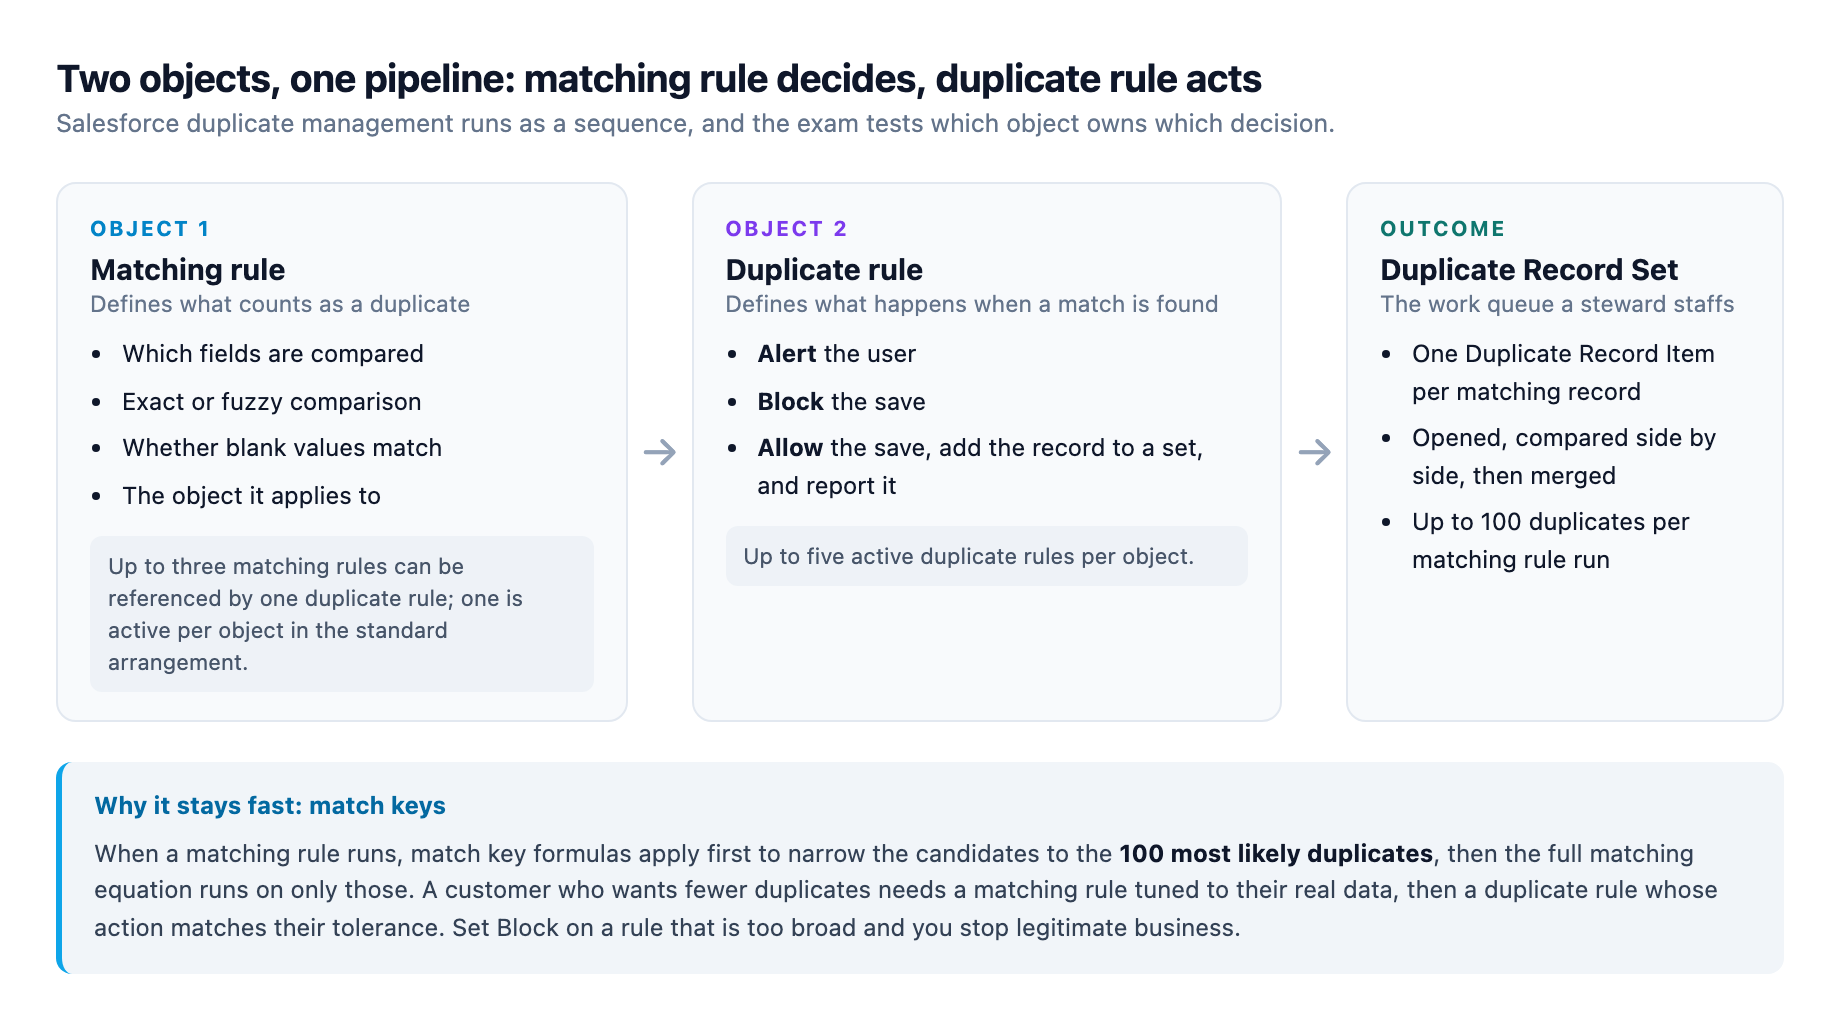 Two objects, one pipeline: matching rule decides, duplicate rule acts
Salesforce duplicate management runs as a sequence, and the exam tests which object owns which decision.
OBJECT 1
Matching rule
Defines what counts as a duplicate
• Which fields are compared
• Exact or fuzzy comparison
• Whether blank values match
• The object it applies to
Up to three matching rules can be
referenced by one duplicate rule; one is
active per object in the standard
arrangement.
→
OBJECT 2
Duplicate rule
Defines what happens when a match is found
• Alert the user
• Block the save
• Allow the save, add the record to a set,
and report it
Up to five active duplicate rules per object.
→
OUTCOME
Duplicate Record Set
The work queue a steward staffs
• One Duplicate Record Item
per matching record
• Opened, compared side by
side, then merged
• Up to 100 duplicates per
matching rule run
Why it stays fast: match keys
When a matching rule runs, match key formulas apply first to narrow the candidates to the 100 most likely duplicates, then the full matching
equation runs on only those. A customer who wants fewer duplicates needs a matching rule tuned to their real data, then a duplicate rule whose
action matches their tolerance. Set Block on a rule that is too broad and you stop legitimate business.